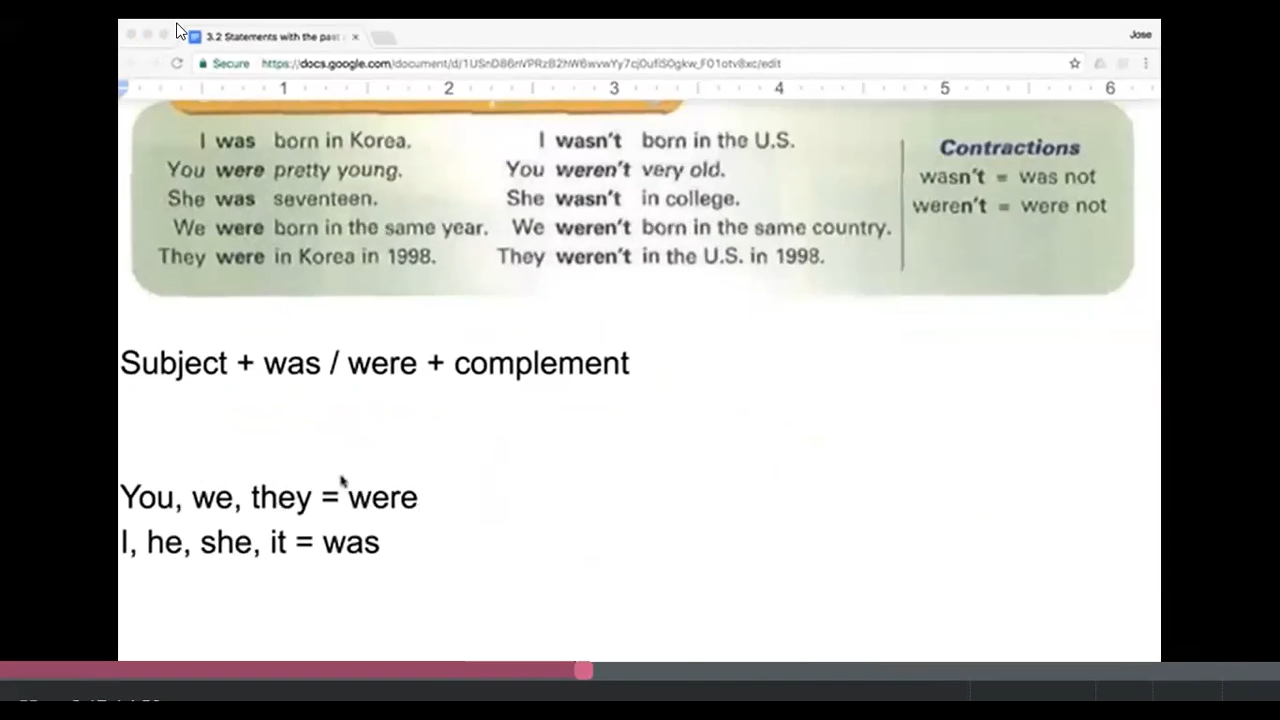 3.2 Statements with the past
Jose
Secure
1 2 3 4 5 6
I was born in Korea.
You were pretty young.
She was seventeen.
We were born in the same year.
They were in Korea in 1998.
I wasn't born in the U.S.
You weren't very old.
She wasn't in college.
We weren't born in the same country.
They weren't in the U.S. in 1998.
Contractions
wasn't = was not
weren't = were not
Subject + was / were + complement
You, we, they = were
I, he, she, it = was